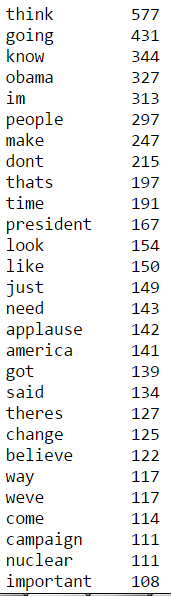 think 577
going 431
know 344
obama 327
im 313
people 297
make 247
dont 215
thats 197
time 191
president 167
look 154
like 150
just 149
need 143
applause 142
america 141
got 139
said 134
theres 127
change 125
believe 122
way 117
weve 117
come 114
campaign 111
nuclear 111
important 108